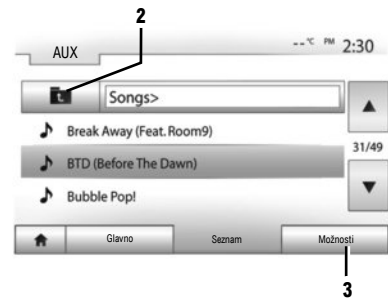 2
AUX
--°C PM 2:30
Songs>
Break Away (Feat. Room9)
31/49
BTD (Before The Dawn)
Bubble Pop!
Glavno Seznam Možnosti
3